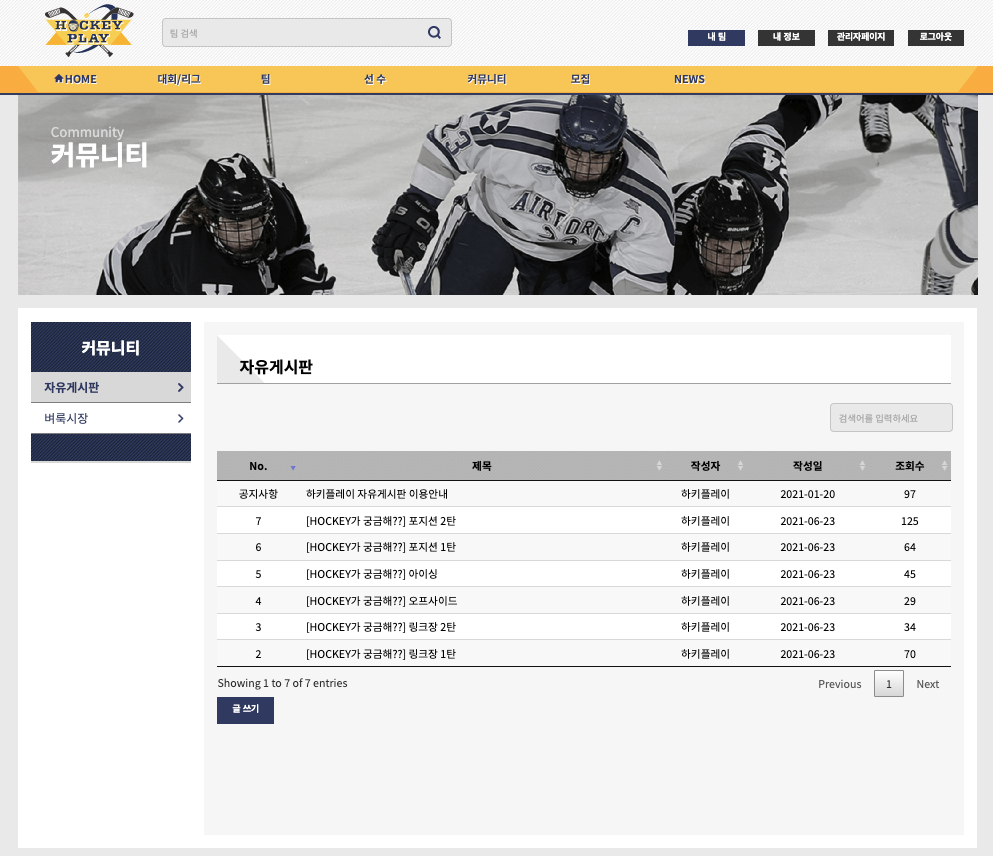 HOCKEY
PLAY
팀 검색
내 팀 내 정보 관리자페이지 로그아웃
HOME 대회/리그 팀 선 수 커뮤니티 모집 NEWS
Community
커뮤니티
23
AIR FORCE
C
Y
Y
Y
BAUER
커뮤니티
자유게시판
벼룩시장
자유게시판
검색어를 입력하세요
No. 제목 작성자 작성일 조회수
공지사항 하키플레이 자유게시판 이용안내 하키플레이 2021-01-20 97
7 [HOCKEY가 궁금해??] 포지션 2탄 하키플레이 2021-06-23 125
6 [HOCKEY가 궁금해??] 포지션 1탄 하키플레이 2021-06-23 64
5 [HOCKEY가 궁금해??] 아이싱 하키플레이 2021-06-23 45
4 [HOCKEY가 궁금해??] 오프사이드 하키플레이 2021-06-23 29
3 [HOCKEY가 궁금해??] 링크장 2탄 하키플레이 2021-06-23 34
2 [HOCKEY가 궁금해??] 링크장 1탄 하키플레이 2021-06-23 70
Showing 1 to 7 of 7 entries
Previous 1 Next
글 쓰기